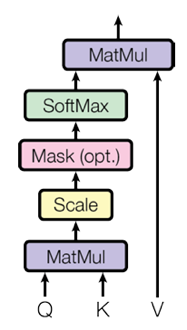 MatMul
SoftMax
Mask (opt.)
Scale
MatMul
Q K V